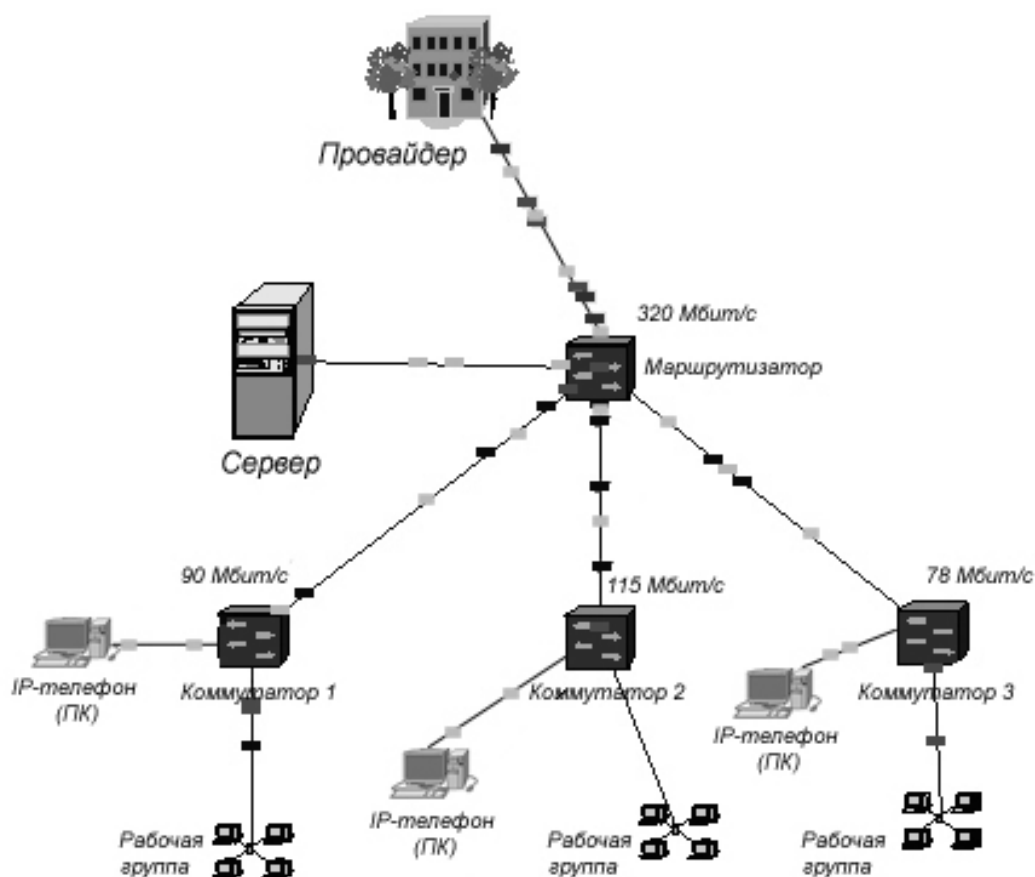 Провайдер
320 Мбит/с
Маршрутизатор
Сервер
90 Мбит/с
115 Мбит/с
78 Мбит/с
IP-телефон
(ПК)
Коммутатор 1
Коммутатор 2
Коммутатор 3
IP-телефон
(ПК)
IP-телефон
(ПК)
Рабочая
группа
Рабочая
группа
Рабочая
группа